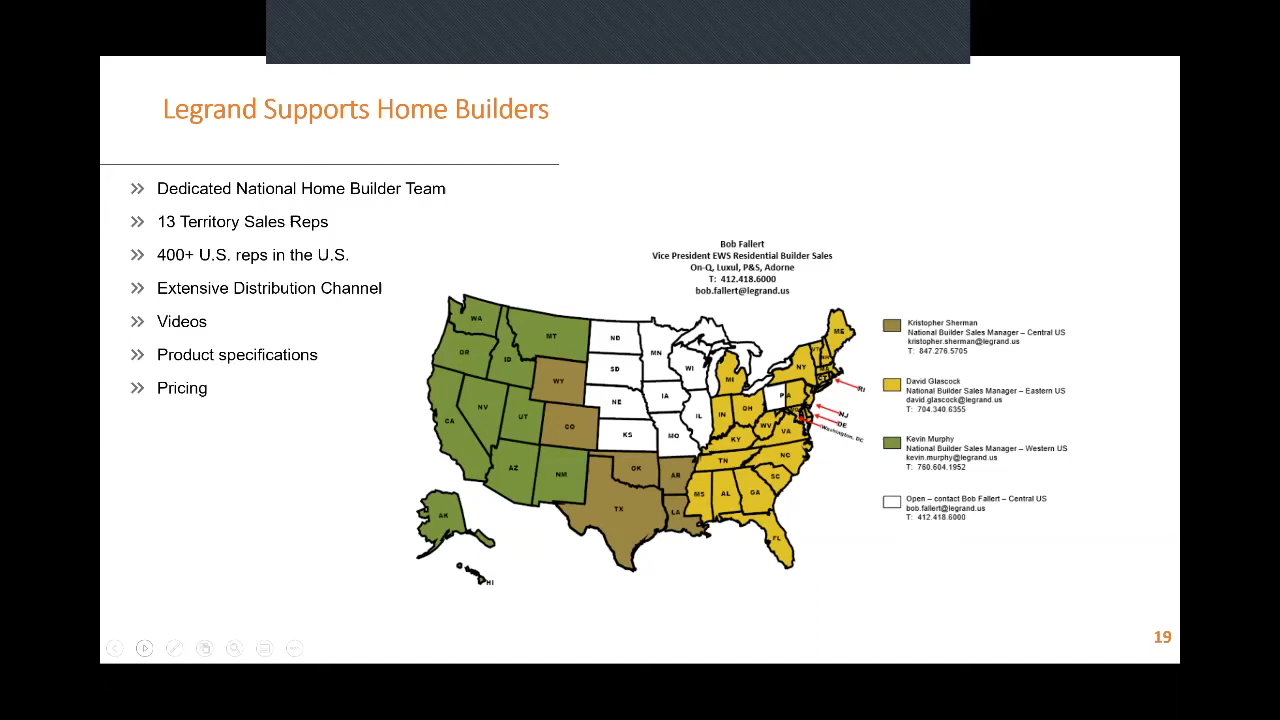 Legrand Supports Home Builders
Dedicated National Home Builder Team
13 Territory Sales Reps
400+ U.S. reps in the U.S.
Extensive Distribution Channel
Videos
Product specifications
Pricing
Bob Fallert
Vice President EWS Residential Builder Sales
On-Q, Luxul, P&S, Adorne
T: 412.418.6000
bob.fallert@legrand.us
WA
OR
ID
MT
ND
MN
SD
WI
WY
NE
IA
NV
UT
CA
CO
KS
MO
IL
AZ
NM
OK
AR
TX
LA
MI
IN
OH
KY
WV
VA
TN
NC
SC
MS
AL
GA
FL
PA
NY
ME
VT
RI
NJ
DE
Washington, DC
AK
HI
Kristopher Sherman
National Builder Sales Manager – Central US
kristopher.sherman@legrand.us
T: 847.276.5705
David Glascock
National Builder Sales Manager – Eastern US
david.glascock@legrand.us
T: 704.340.6355
Kevin Murphy
National Builder Sales Manager – Western US
kevin.murphy@legrand.us
T: 760.604.1952
Open – contact Bob Fallert – Central US
bob.fallert@legrand.us
T: 412.418.6000
19